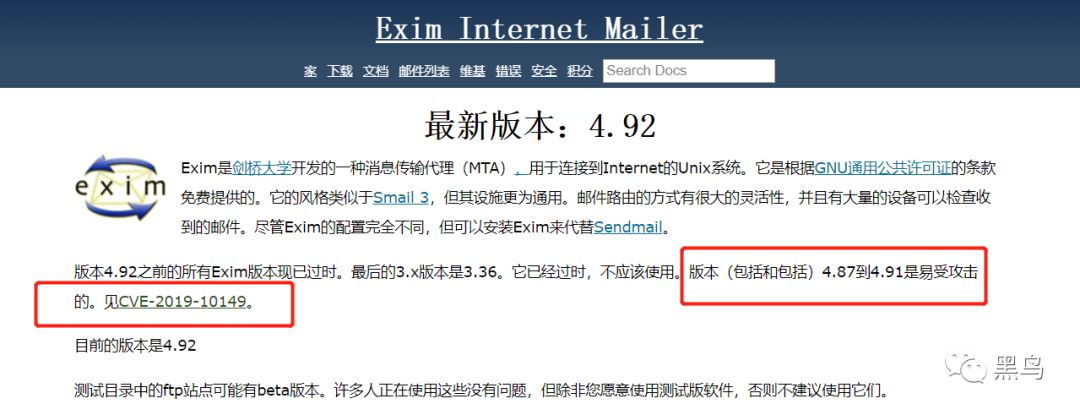 Exim Internet Mailer
家 下载 文档 邮件列表 维基 错误 安全 积分 Search Docs
最新版本：4.92
exim
Exim是剑桥大学开发的一种消息传输代理（MTA），用于连接到Internet的Unix系统。它是根据GNU通用公共许可证的条款
免费提供的。它的风格类似于Smail 3，但其设施更为通用。邮件路由的方式有很大的灵活性，并且有大量的设备可以检查收
到的邮件。尽管Exim的配置完全不同，但可以安装Exim来代替Sendmail。
版本4.92之前的所有Exim版本现已过时。最后的3.x版本是3.36。它已经过时，不应该使用。版本（包括和包括）4.87到4.91是易受攻击
的。见CVE-2019-10149。
目前的版本是4.92
黑鸟
测试目录中的ftp站点可能有beta版本。许多人正在使用这些没有问题，但除非您愿意使用测试版软件，否则不建议使用它们。